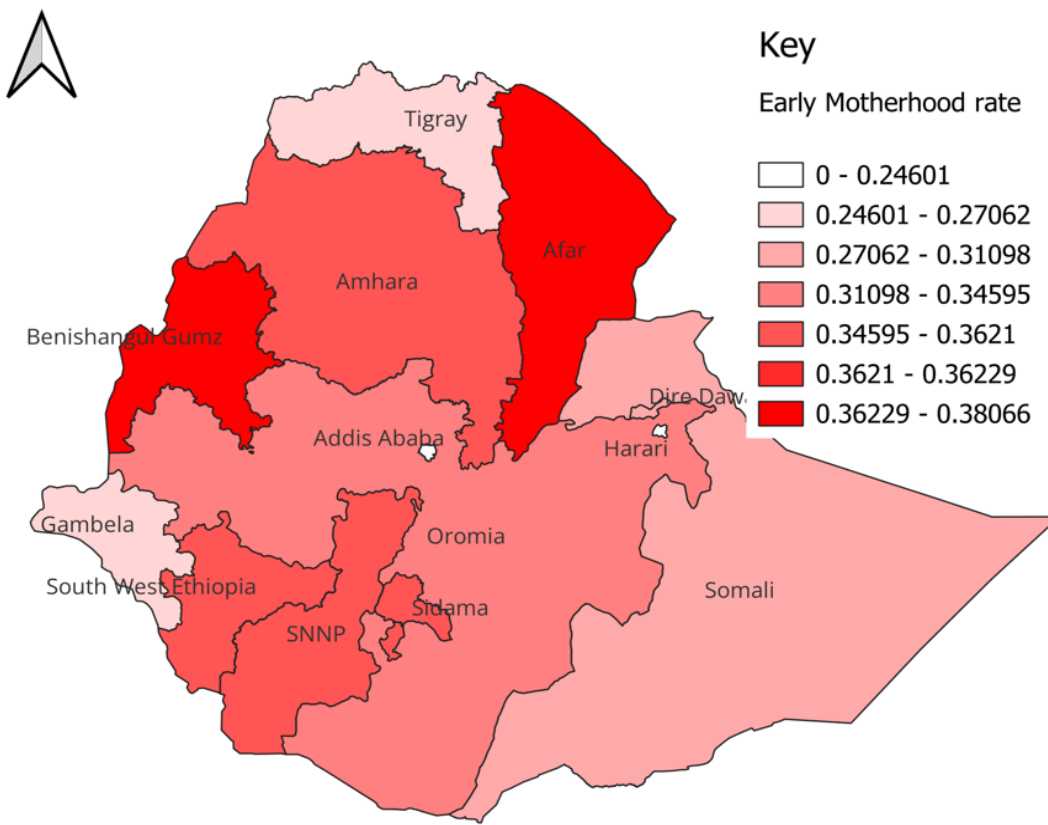 Key
Early Motherhood rate
0 - 0.24601
0.24601 - 0.27062
0.27062 - 0.31098
0.31098 - 0.34595
0.34595 - 0.3621
0.3621 - 0.36229
0.36229 - 0.38066
Tigray
Afar
Amhara
Benishangul Gumz
Dire Daw
Addis Ababa
Harari
Gambela
Oromia
South West Ethiopia
Somali
Sidama
SNNP